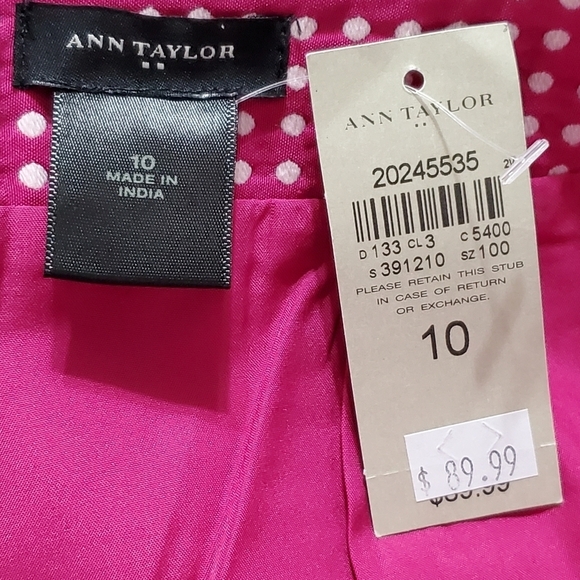 ANN TAYLOR
10
MADE IN
INDIA
ANN TAYLOR
20245535
D 133 CL 3 C 5400
S 391210 SZ 100
PLEASE RETAIN THIS STUB
IN CASE OF RETURN
OR EXCHANGE.
10
$ 89.99